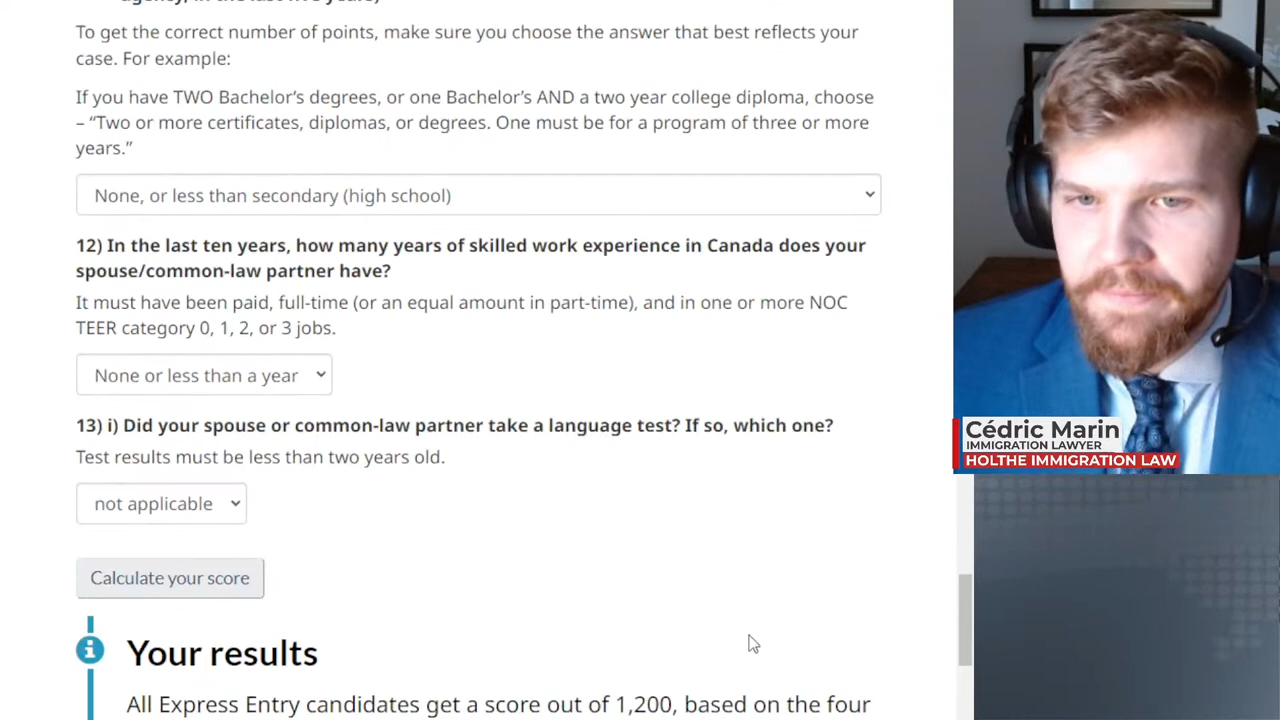 agency, in the last five years)
To get the correct number of points, make sure you choose the answer that best reflects your
case. For example:
If you have TWO Bachelor’s degrees, or one Bachelor’s AND a two year college diploma, choose
– “Two or more certificates, diplomas, or degrees. One must be for a program of three or more
years.”
None, or less than secondary (high school)
12) In the last ten years, how many years of skilled work experience in Canada does your
spouse/common-law partner have?
It must have been paid, full-time (or an equal amount in part-time), and in one or more NOC
TEER category 0, 1, 2, or 3 jobs.
None or less than a year
13) i) Did your spouse or common-law partner take a language test? If so, which one?
Test results must be less than two years old.
not applicable
Calculate your score
Your results
All Express Entry candidates get a score out of 1,200, based on the four
Cédric Marin
IMMIGRATION LAWYER
HOLTHE IMMIGRATION LAW